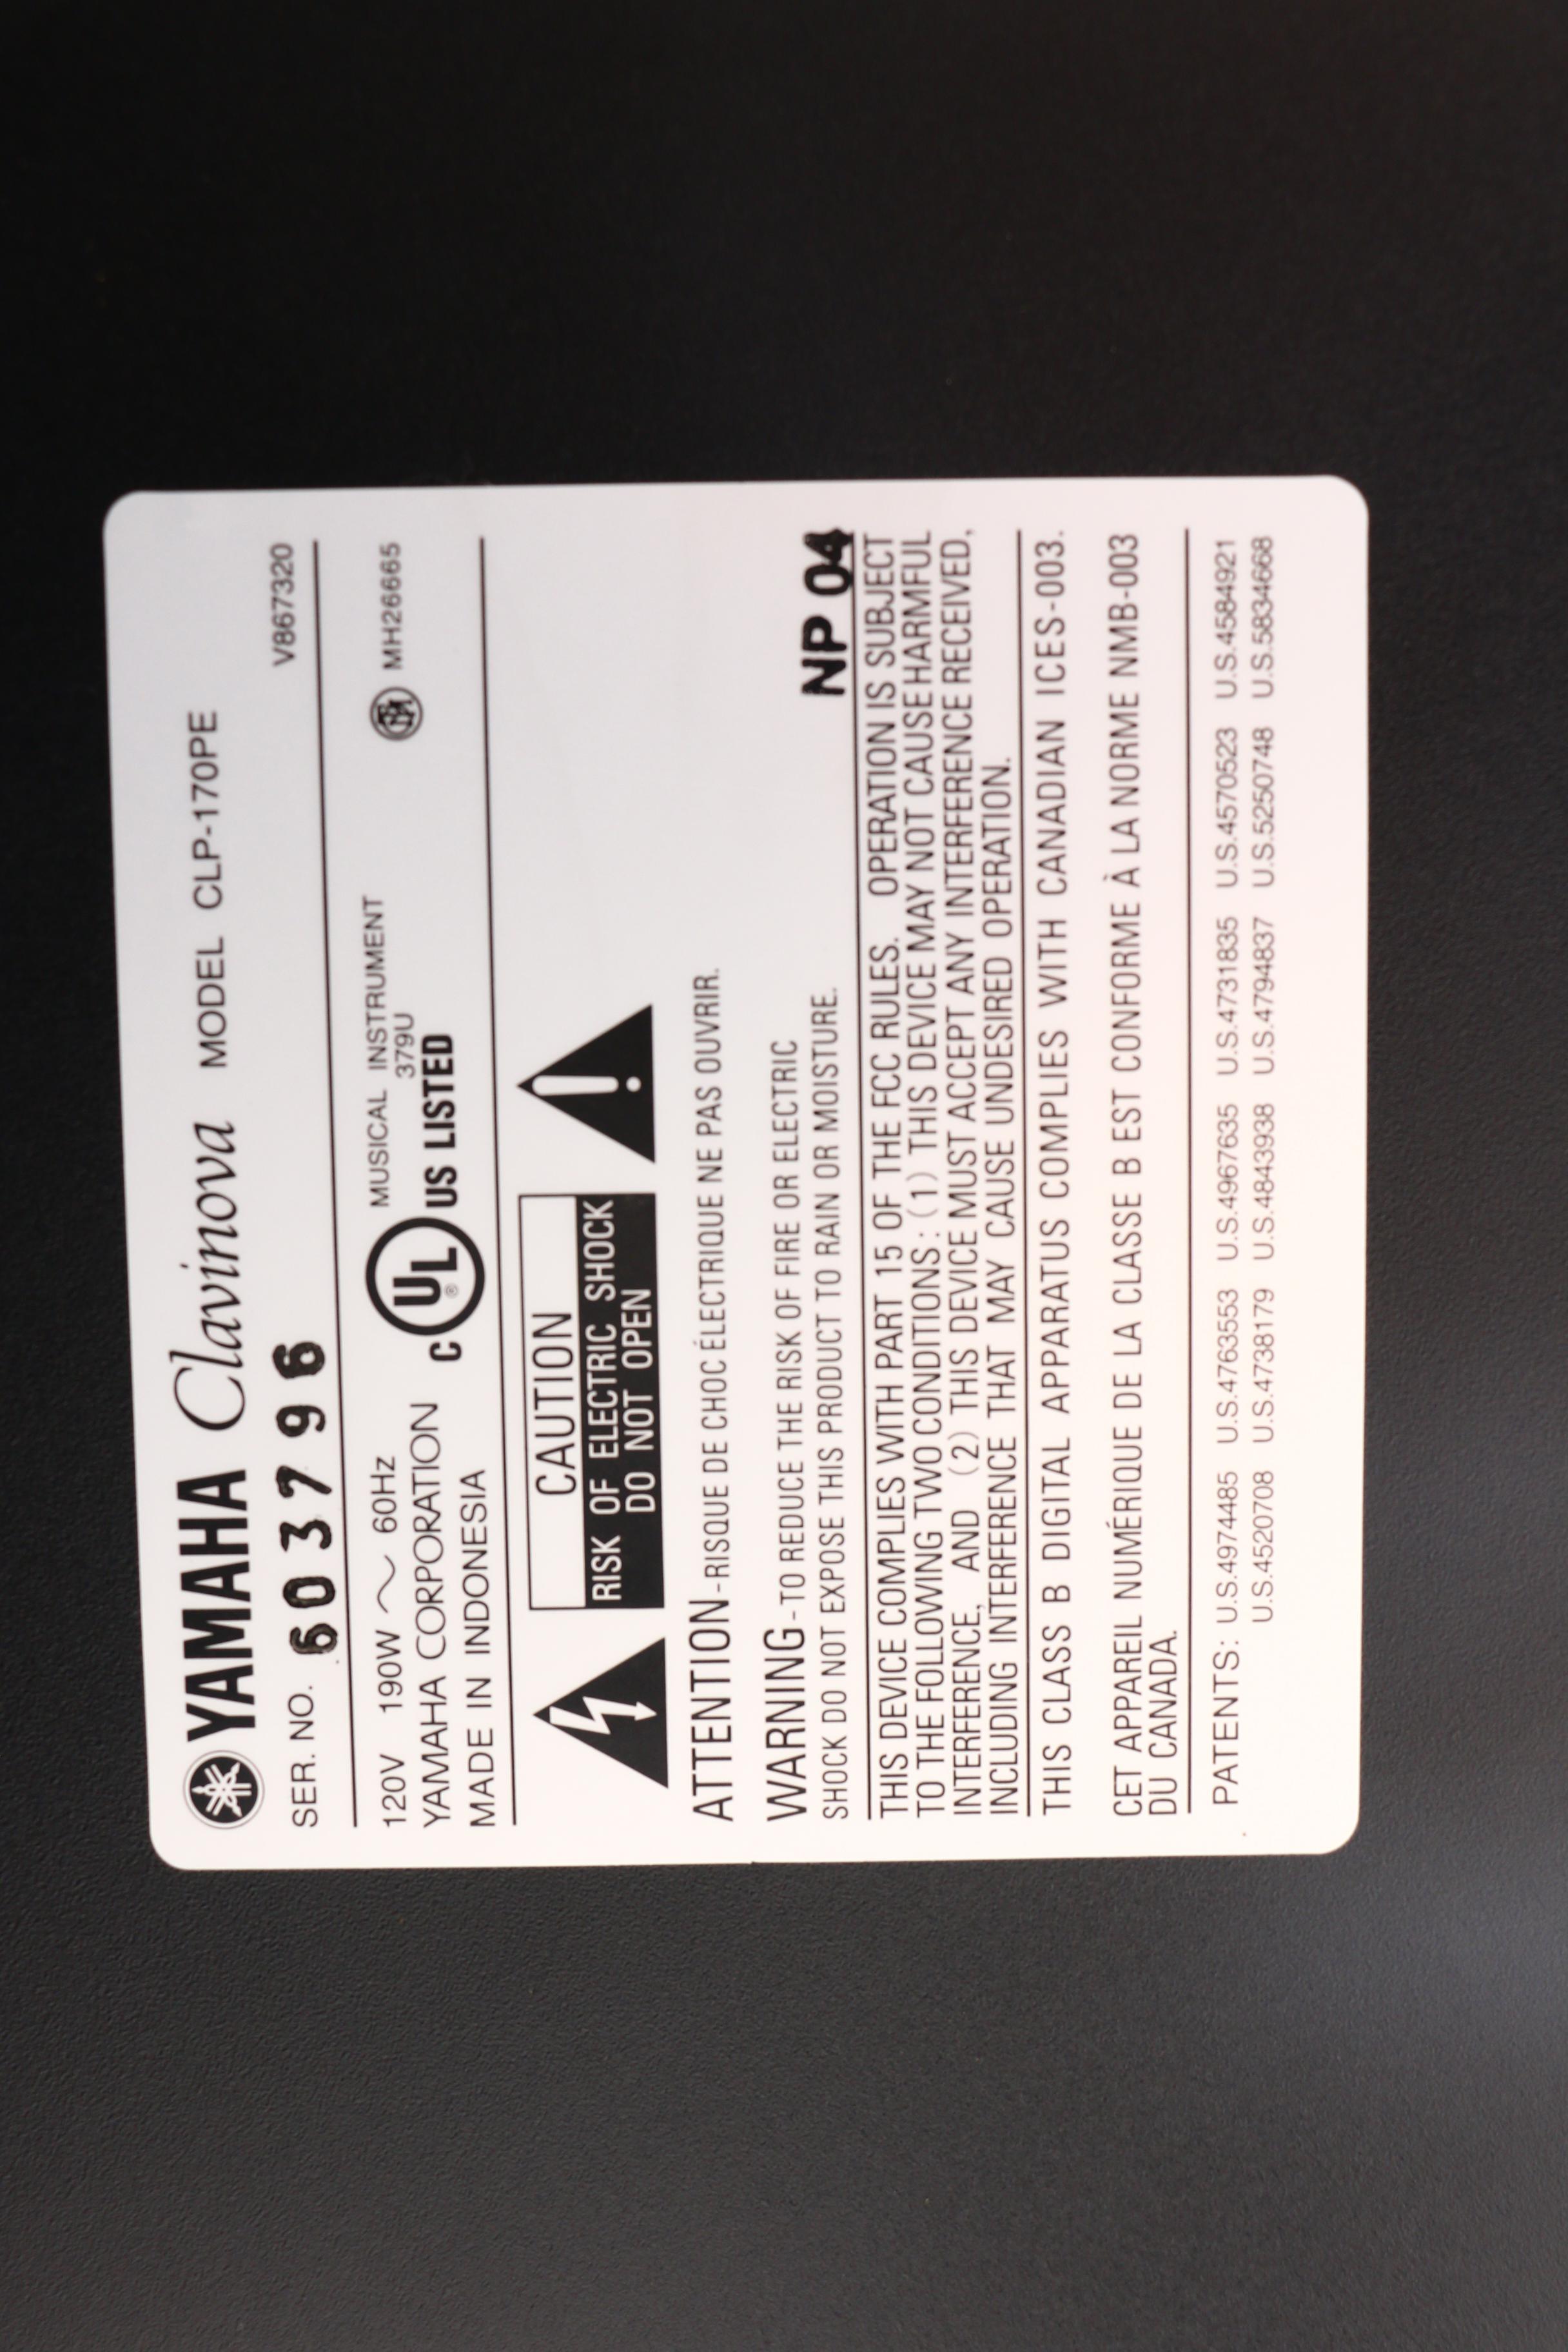 YAMAHA Clavinova MODEL CLP-170PE
SER. NO. 603796 V867320
120V 190W ~ 60Hz
YAMAHA CORPORATION
MADE IN INDONESIA
C UL ® US LISTED
MUSICAL INSTRUMENT
379U
MH26665
CAUTION
RISK OF ELECTRIC SHOCK
DO NOT OPEN
ATTENTION-RISQUE DE CHOC ÉLECTRIQUE NE PAS OUVRIR.
WARNING-TO REDUCE THE RISK OF FIRE OR ELECTRIC
SHOCK DO NOT EXPOSE THIS PRODUCT TO RAIN OR MOISTURE.
NP 04
THIS DEVICE COMPLIES WITH PART 15 OF THE FCC RULES. OPERATION IS SUBJECT
TO THE FOLLOWING TWO CONDITIONS: (1) THIS DEVICE MAY NOT CAUSE HARMFUL
INTERFERENCE, AND (2) THIS DEVICE MUST ACCEPT ANY INTERFERENCE RECEIVED,
INCLUDING INTERFERENCE THAT MAY CAUSE UNDESIRED OPERATION.
THIS CLASS B DIGITAL APPARATUS COMPLIES WITH CANADIAN ICES-003.
CET APPAREIL NUMÉRIQUE DE LA CLASSE B EST CONFORME À LA NORME NMB-003
DU CANADA.
PATENTS: U.S.4974485 U.S.4763553 U.S.4967635 U.S.4731835 U.S.4570523 U.S.4584921
U.S.4520708 U.S.4738179 U.S.4843938 U.S.4794837 U.S.5250748 U.S.5834668